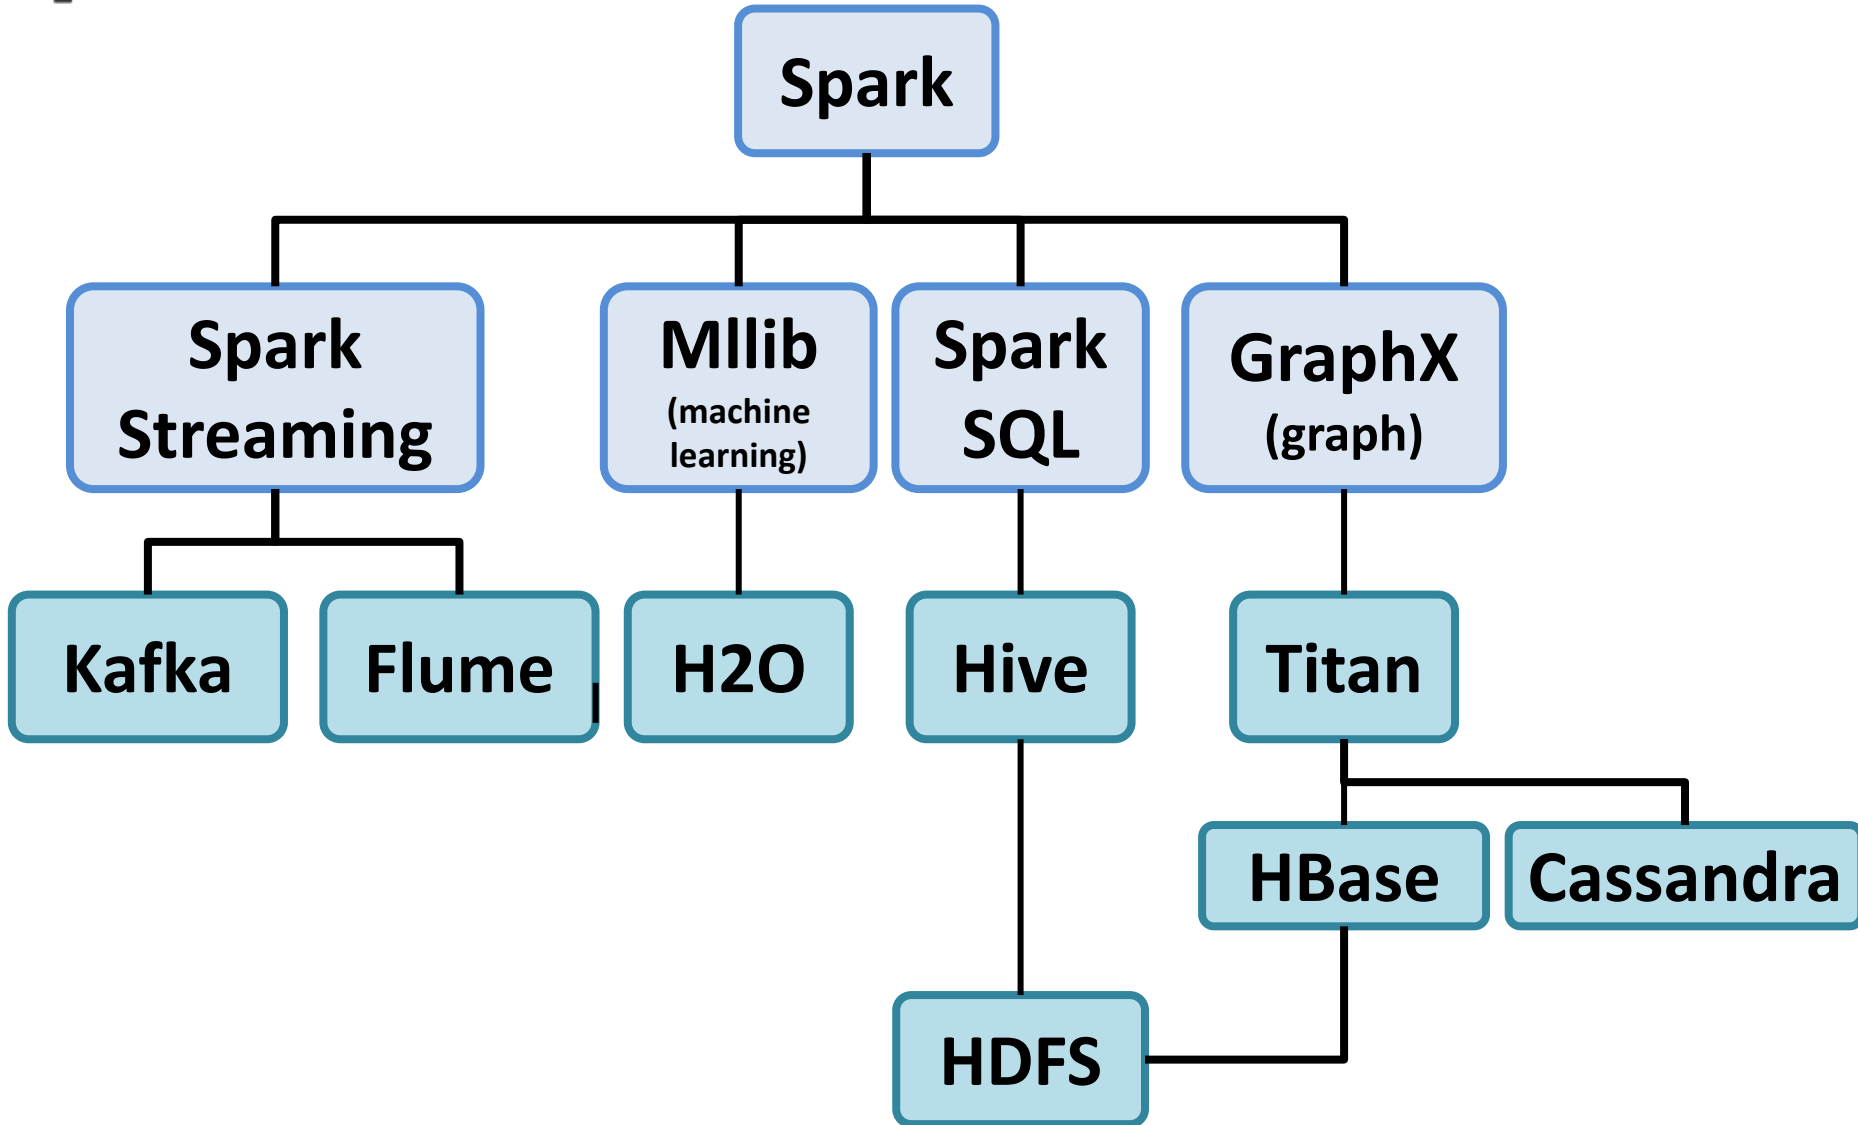 Spark
Spark
Streaming
Mllib
(machine
learning)
Spark
SQL
GraphX
(graph)
Kafka
Flume
H2O
Hive
Titan
HBase
Cassandra
HDFS